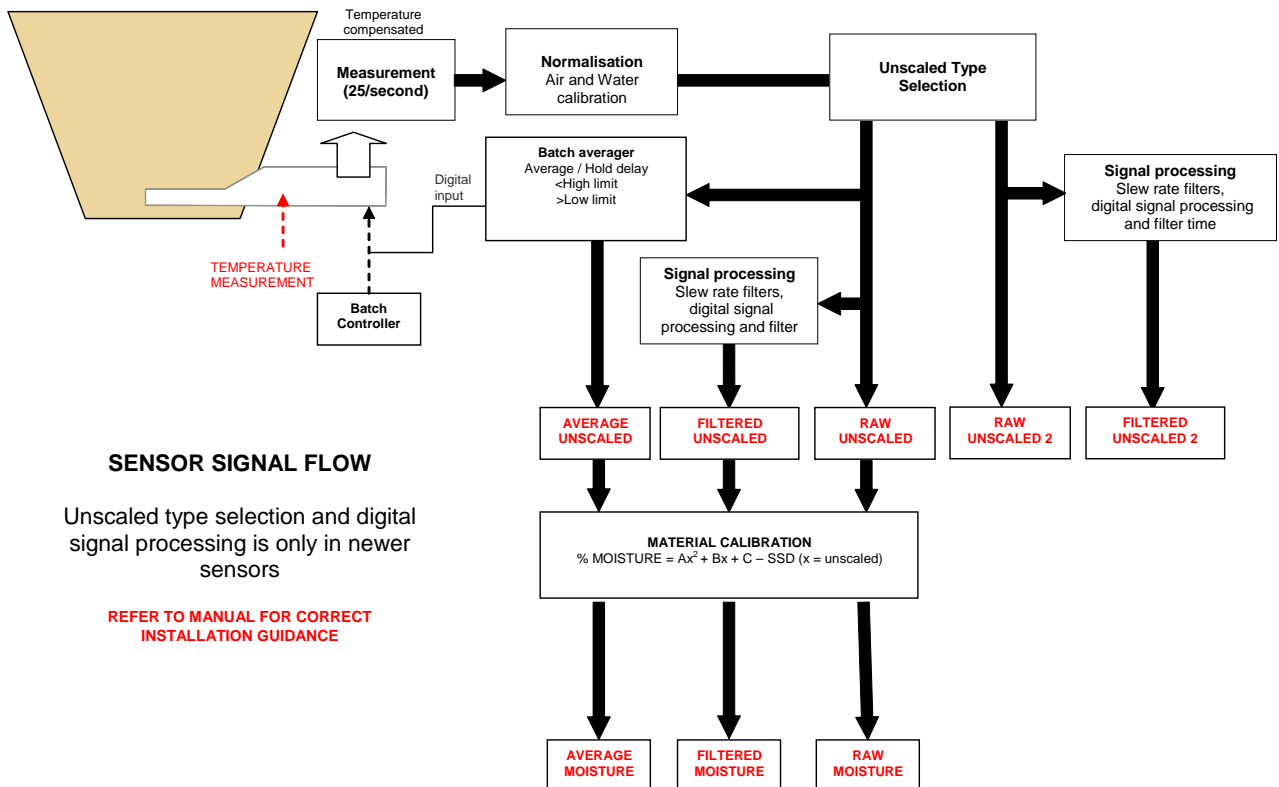 Temperature
compensated
Measurement
(25/second)
Normalisation
Air and Water
calibration
Unscaled Type
Selection
Batch averager
Average / Hold delay
<High limit
>Low limit
Digital
input
Signal processing
Slew rate filters,
digital signal processing
and filter time
TEMPERATURE
MEASUREMENT
Batch
Controller
Signal processing
Slew rate filters,
digital signal
processing and filter
AVERAGE
UNSCALED
FILTERED
UNSCALED
RAW
UNSCALED
RAW
UNSCALED 2
FILTERED
UNSCALED 2
SENSOR SIGNAL FLOW
Unscaled type selection and digital
signal processing is only in newer
sensors
REFER TO MANUAL FOR CORRECT
INSTALLATION GUIDANCE
MATERIAL CALIBRATION
% MOISTURE = Ax² + Bx + C – SSD (x = unscaled)
AVERAGE
MOISTURE
FILTERED
MOISTURE
RAW
MOISTURE